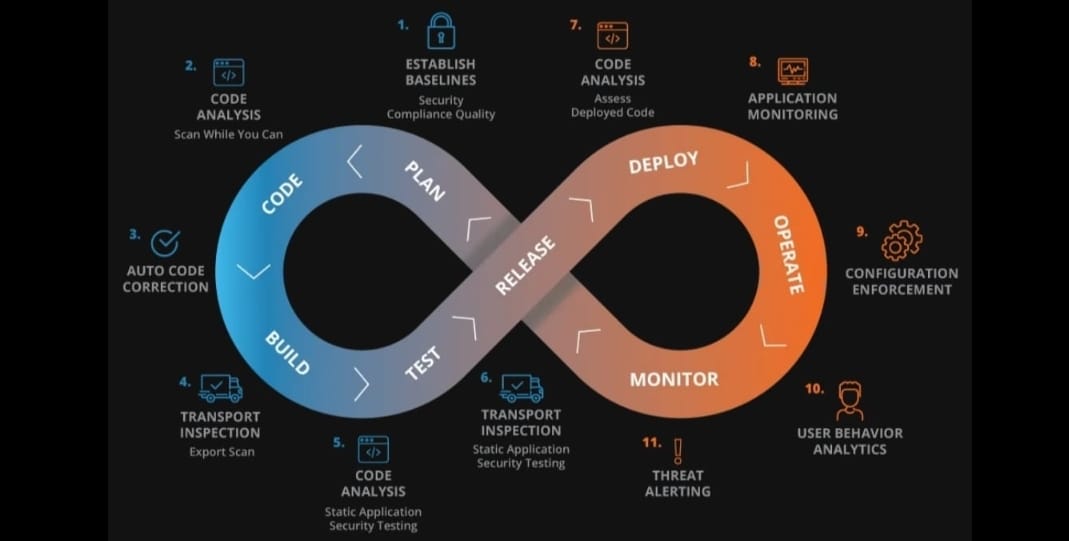 1.
ESTABLISH
BASELINES
Security
Compliance Quality
2.
</>
CODE
ANALYSIS
Scan While You Can
3.
AUTO CODE
CORRECTION
4.
TRANSPORT
INSPECTION
Export Scan
5.
</>
CODE
ANALYSIS
Static Application
Security Testing
6.
TRANSPORT
INSPECTION
Static Application
Security Testing
7.
</>
CODE
ANALYSIS
Assess
Deployed Code
8.
APPLICATION
MONITORING
9.
CONFIGURATION
ENFORCEMENT
10.
USER BEHAVIOR
ANALYTICS
11.
THREAT
ALERTING
PLAN
CODE
BUILD
TEST
RELEASE
DEPLOY
OPERATE
MONITOR